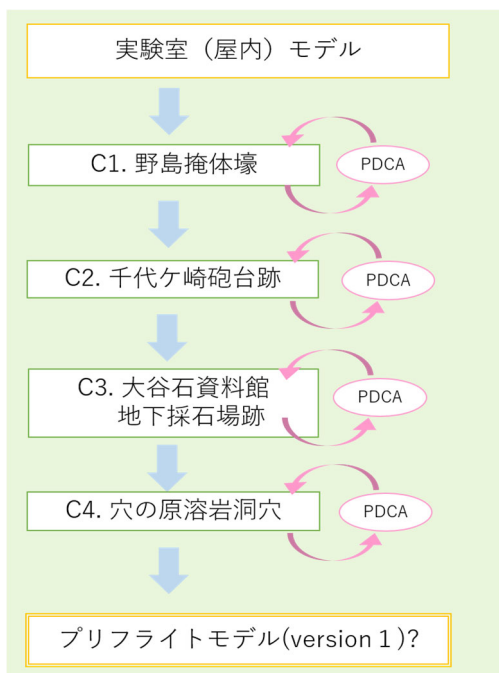 実験室（屋内）モデル
C1. 野島掩体壕
PDCA
C2. 千代ケ崎砲台跡
PDCA
C3. 大谷石資料館
地下採石場跡
PDCA
C4. 穴の原溶岩洞穴
PDCA
プリフライトモデル(version１)?